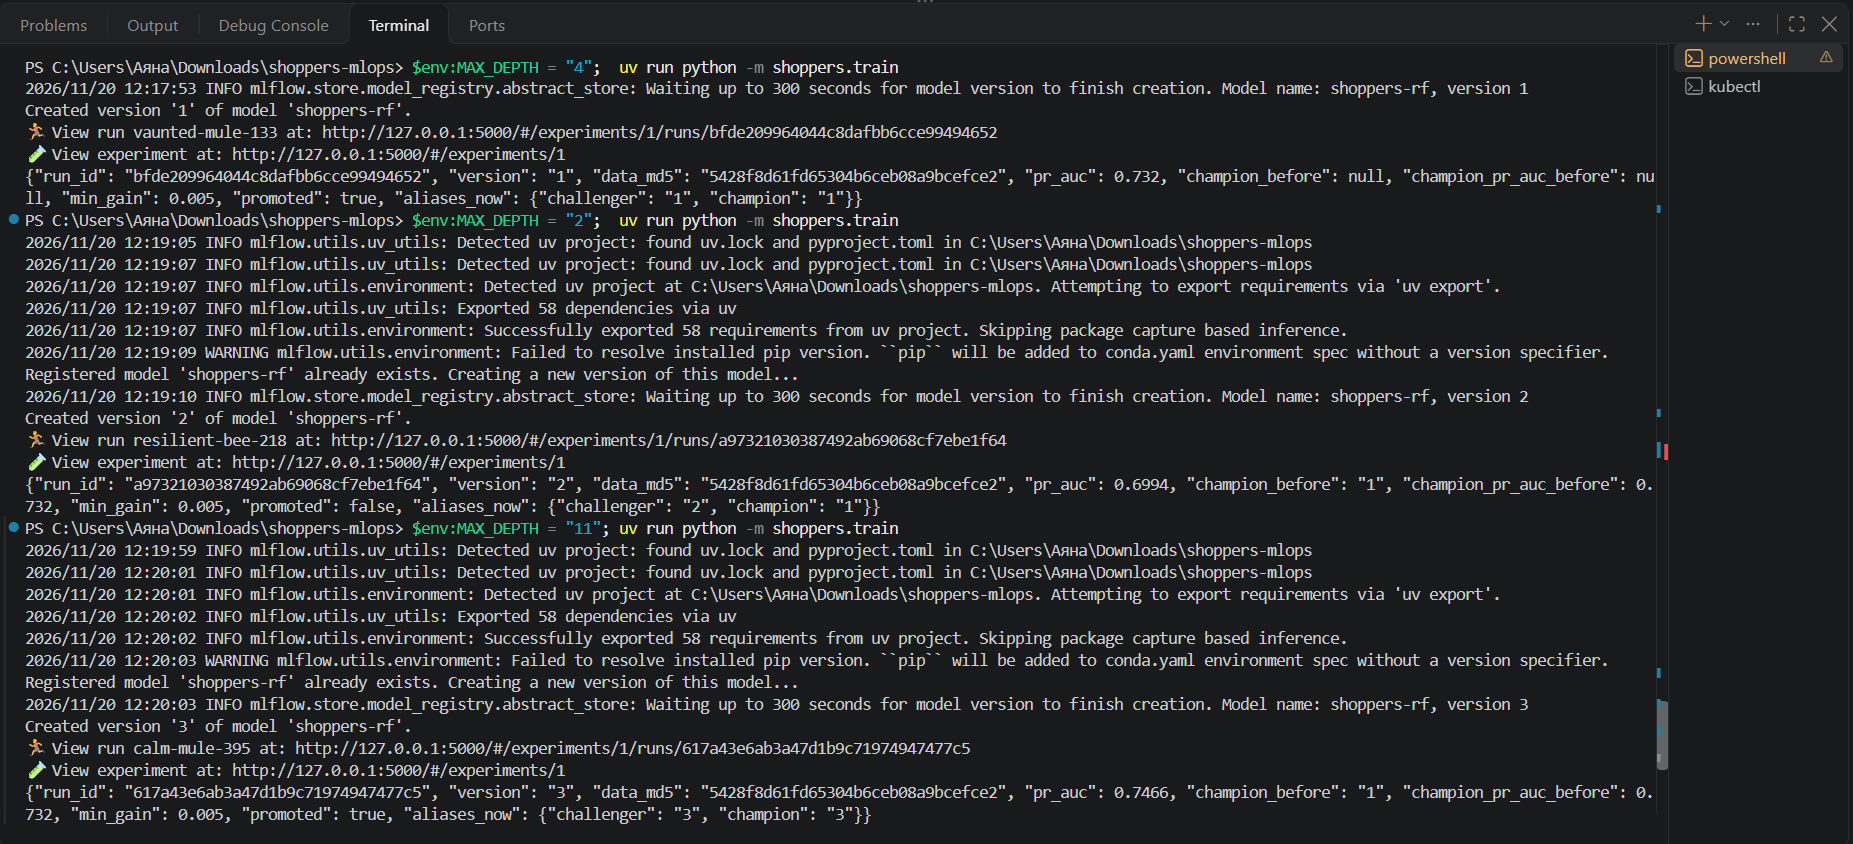 Problems Output Debug Console Terminal Ports
powershell
kubectl
PS C:\Users\Аяна\Downloads\shoppers-mlops> $env:MAX_DEPTH = "4";  uv run python -m shoppers.train
2026/11/20 12:17:53 INFO mlflow.store.model_registry.abstract_store: Waiting up to 300 seconds for model version to finish creation. Model name: shoppers-rf, version 1
Created version '1' of model 'shoppers-rf'.
🏃 View run vaunted-mule-133 at: http://127.0.0.1:5000/#/experiments/1/runs/bfde209964044c8dafbb6cce99494652
🧪 View experiment at: http://127.0.0.1:5000/#/experiments/1
{"run_id": "bfde209964044c8dafbb6cce99494652", "version": "1", "data_md5": "5428f8d61fd65304b6ceb08a9bcefce2", "pr_auc": 0.732, "champion_before": null, "champion_pr_auc_before": nu
ll, "min_gain": 0.005, "promoted": true, "aliases_now": {"challenger": "1", "champion": "1"}}
PS C:\Users\Аяна\Downloads\shoppers-mlops> $env:MAX_DEPTH = "2";  uv run python -m shoppers.train
2026/11/20 12:19:05 INFO mlflow.utils.uv_utils: Detected uv project: found uv.lock and pyproject.toml in C:\Users\Аяна\Downloads\shoppers-mlops
2026/11/20 12:19:07 INFO mlflow.utils.uv_utils: Detected uv project: found uv.lock and pyproject.toml in C:\Users\Аяна\Downloads\shoppers-mlops
2026/11/20 12:19:07 INFO mlflow.utils.environment: Detected uv project at C:\Users\Аяна\Downloads\shoppers-mlops. Attempting to export requirements via 'uv export'.
2026/11/20 12:19:07 INFO mlflow.utils.uv_utils: Exported 58 dependencies via uv
2026/11/20 12:19:07 INFO mlflow.utils.environment: Successfully exported 58 requirements from uv project. Skipping package capture based inference.
2026/11/20 12:19:09 WARNING mlflow.utils.environment: Failed to resolve installed pip version. ``pip`` will be added to conda.yaml environment spec without a version specifier.
Registered model 'shoppers-rf' already exists. Creating a new version of this model...
2026/11/20 12:19:10 INFO mlflow.store.model_registry.abstract_store: Waiting up to 300 seconds for model version to finish creation. Model name: shoppers-rf, version 2
Created version '2' of model 'shoppers-rf'.
🏃 View run resilient-bee-218 at: http://127.0.0.1:5000/#/experiments/1/runs/a97321030387492ab69068cf7ebe1f64
🧪 View experiment at: http://127.0.0.1:5000/#/experiments/1
{"run_id": "a97321030387492ab69068cf7ebe1f64", "version": "2", "data_md5": "5428f8d61fd65304b6ceb08a9bcefce2", "pr_auc": 0.6994, "champion_before": "1", "champion_pr_auc_before": 0.
732, "min_gain": 0.005, "promoted": false, "aliases_now": {"challenger": "2", "champion": "1"}}
PS C:\Users\Аяна\Downloads\shoppers-mlops> $env:MAX_DEPTH = "11"; uv run python -m shoppers.train
2026/11/20 12:19:59 INFO mlflow.utils.uv_utils: Detected uv project: found uv.lock and pyproject.toml in C:\Users\Аяна\Downloads\shoppers-mlops
2026/11/20 12:20:01 INFO mlflow.utils.uv_utils: Detected uv project: found uv.lock and pyproject.toml in C:\Users\Аяна\Downloads\shoppers-mlops
2026/11/20 12:20:01 INFO mlflow.utils.environment: Detected uv project at C:\Users\Аяна\Downloads\shoppers-mlops. Attempting to export requirements via 'uv export'.
2026/11/20 12:20:02 INFO mlflow.utils.uv_utils: Exported 58 dependencies via uv
2026/11/20 12:20:02 INFO mlflow.utils.environment: Successfully exported 58 requirements from uv project. Skipping package capture based inference.
2026/11/20 12:20:03 WARNING mlflow.utils.environment: Failed to resolve installed pip version. ``pip`` will be added to conda.yaml environment spec without a version specifier.
Registered model 'shoppers-rf' already exists. Creating a new version of this model...
2026/11/20 12:20:03 INFO mlflow.store.model_registry.abstract_store: Waiting up to 300 seconds for model version to finish creation. Model name: shoppers-rf, version 3
Created version '3' of model 'shoppers-rf'.
🏃 View run calm-mule-395 at: http://127.0.0.1:5000/#/experiments/1/runs/617a43e6ab3a47d1b9c71974947477c5
🧪 View experiment at: http://127.0.0.1:5000/#/experiments/1
{"run_id": "617a43e6ab3a47d1b9c71974947477c5", "version": "3", "data_md5": "5428f8d61fd65304b6ceb08a9bcefce2", "pr_auc": 0.7466, "champion_before": "1", "champion_pr_auc_before": 0.
732, "min_gain": 0.005, "promoted": true, "aliases_now": {"challenger": "3", "champion": "3"}}